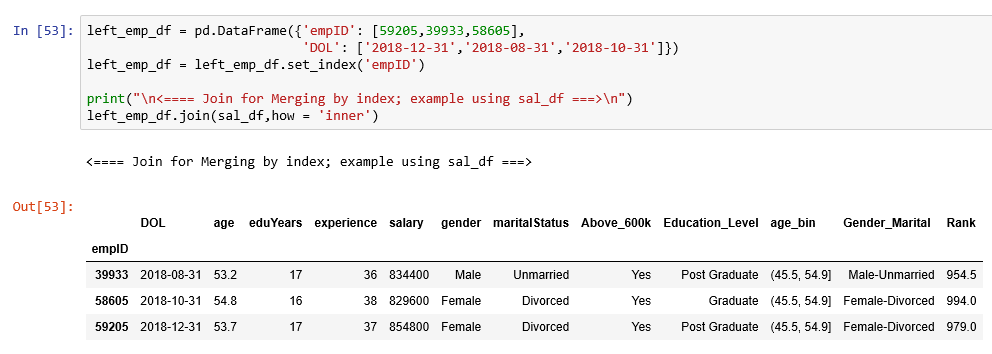 In [53]: left_emp_df = pd.DataFrame({'empID': [59205,39933,58605],
'DOL': ['2018-12-31','2018-08-31','2018-10-31']})
left_emp_df = left_emp_df.set_index('empID')
print("\n<==== Join for Merging by index; example using sal_df ===>\n")
left_emp_df.join(sal_df,how = 'inner')
<==== Join for Merging by index; example using sal_df ===>
Out[53]:
DOL age eduYears experience salary gender maritalStatus Above_600k Education_Level age_bin Gender_Marital Rank
empID
39933 2018-08-31 53.2 17 36 834400 Male Unmarried Yes Post Graduate (45.5, 54.9] Male-Unmarried 954.5
58605 2018-10-31 54.8 16 38 829600 Female Divorced Yes Graduate (45.5, 54.9] Female-Divorced 994.0
59205 2018-12-31 53.7 17 37 854800 Female Divorced Yes Post Graduate (45.5, 54.9] Female-Divorced 979.0